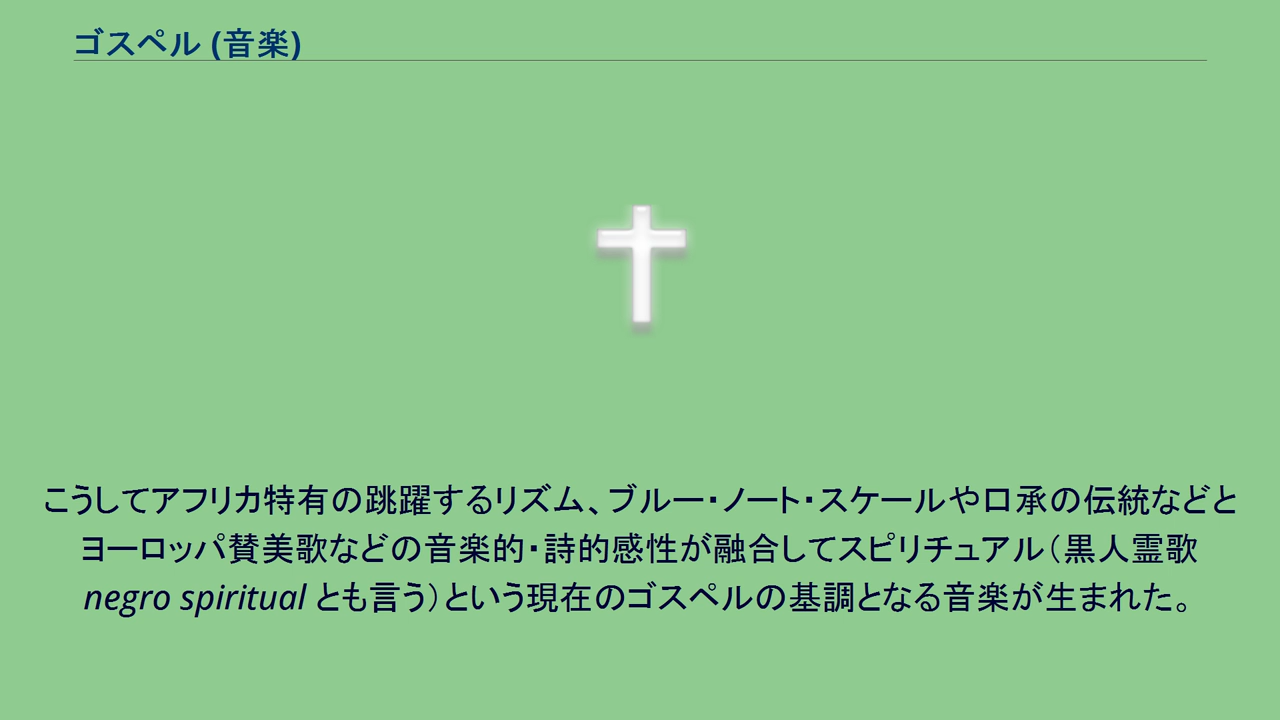 ゴスペル (音楽)
こうしてアフリカ特有の跳躍するリズム、ブルー・ノート・スケールや口承の伝統などと
ヨーロッパ賛美歌などの音楽的・詩的感性が融合してスピリチュアル（黒人霊歌
negro spiritual とも言う）という現在のゴスペルの基調となる音楽が生まれた。